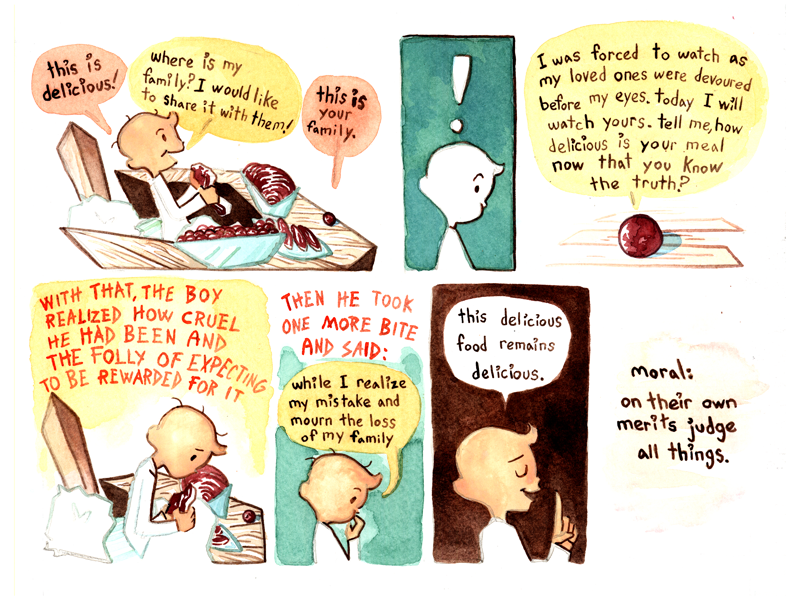 this is
delicious!
where is my
family? I would like
to share it with them!
this is
your
family.
!
I was forced to watch as
my loved ones were devoured
before my eyes. today I will
watch yours. tell me, how
delicious is your meal
now that you know
the truth?
WITH THAT, THE BOY
REALIZED HOW CRUEL
HE HAD BEEN AND
THE FOLLY OF EXPECTING
TO BE REWARDED FOR IT
THEN HE TOOK
ONE MORE BITE
AND SAID:
while I realize
my mistake and
mourn the loss
of my family
this delicious
food remains
delicious.
moral:
on their own
merits judge
all things.